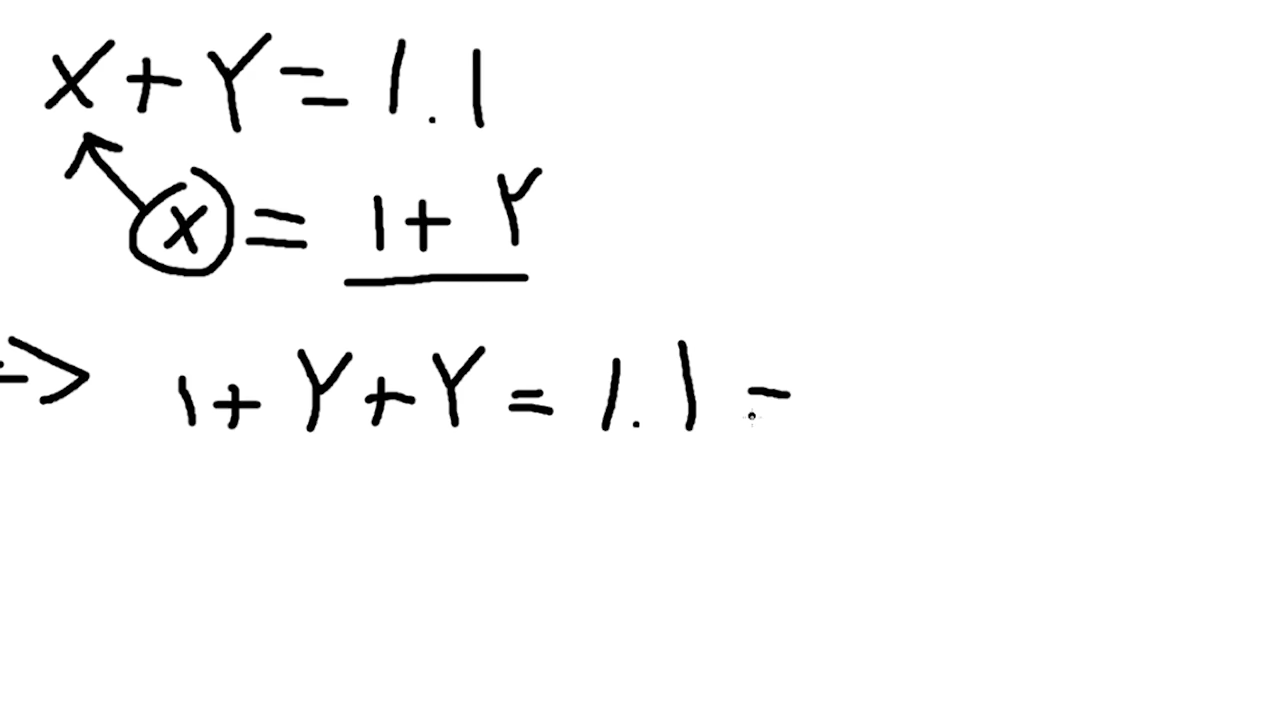 X + Y = 1.1
X = 1 + Y
=> 1 + Y + Y = 1.1 -